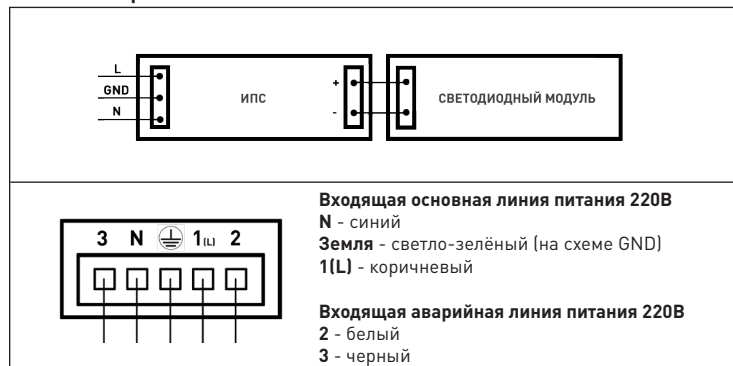 L
GND
N
ИПС
+
-
СВЕТОДИОДНЫЙ МОДУЛЬ
3 N 1(L) 2
Входящая основная линия питания 220В
N - синий
Земля - светло-зелёный (на схеме GND)
1(L) - коричневый
Входящая аварийная линия питания 220В
2 - белый
3 - черный